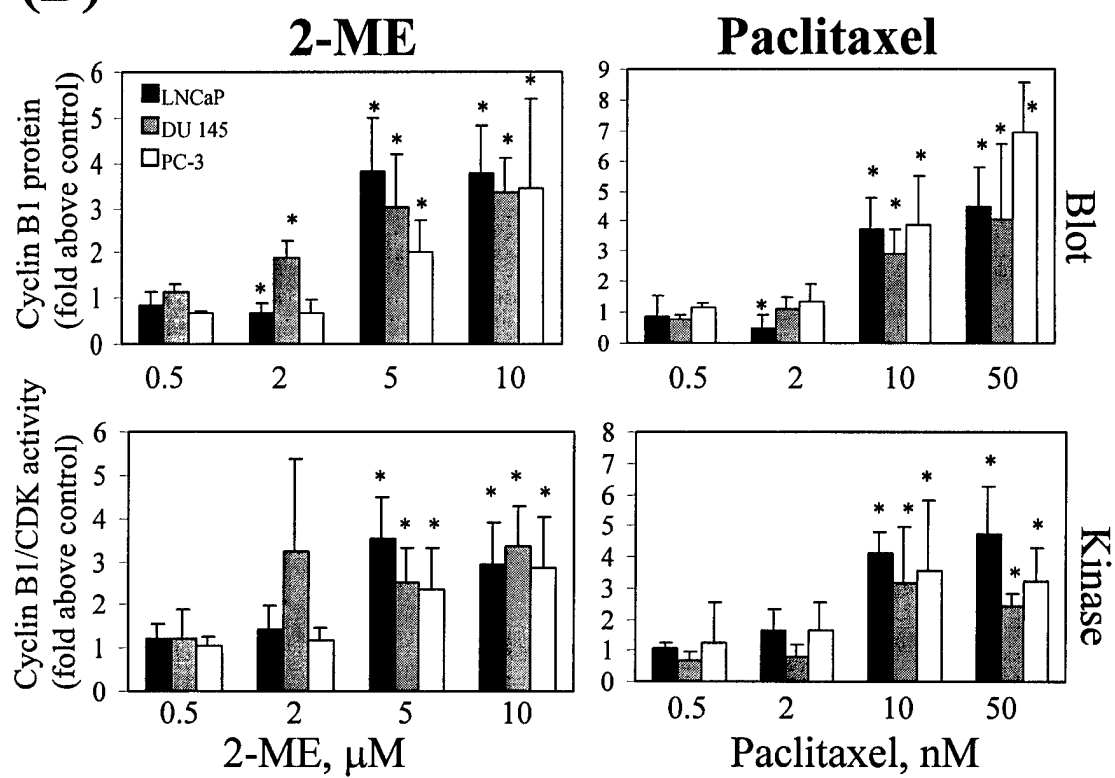 2-ME
Paclitaxel
Cyclin B1 protein
(fold above control)
6
5
4
3
2
1
0
LNCaP
DU 145
PC-3
* * * * * * * *
0.5 2 5 10
9
8
7
6
5
4
3
2
1
0
* * * * * * *
0.5 2 10 50
Blot
Cyclin B1/CDK activity
(fold above control)
6
5
4
3
2
1
0
* * * * * *
0.5 2 5 10
2-ME, μM
8
7
6
5
4
3
2
1
0
* * * * * *
0.5 2 10 50
Paclitaxel, nM
Kinase